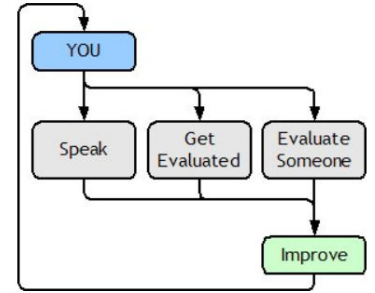 YOU
Speak
Get
Evaluated
Evaluate
Someone
Improve